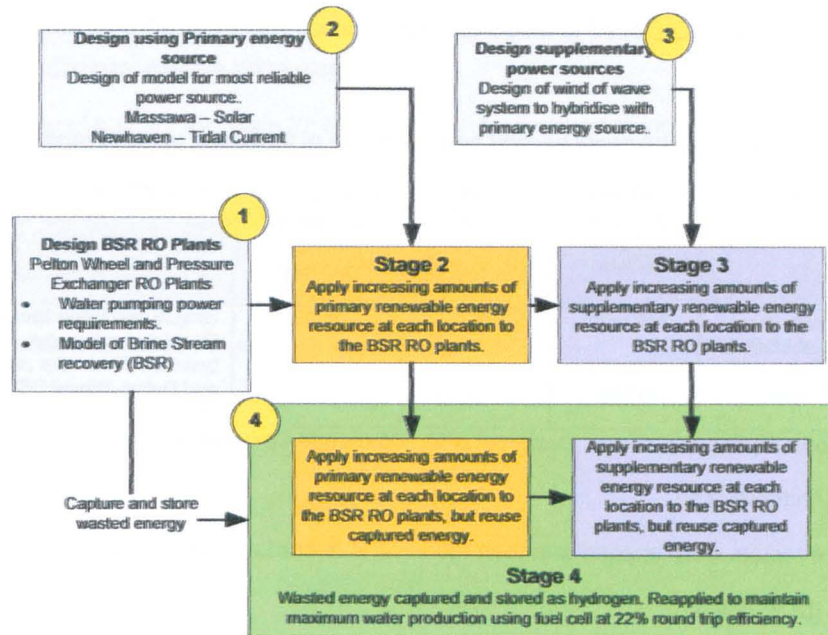 2
Design using Primary energy
source
Design of model for most reliable
power source..
Massawa – Solar
Newhaven – Tidal Current
3
Design supplementary
power sources
Design of wind of wave
system to hybridise with
primary energy source..
1
Design BSR RO Plants
Pelton Wheel and Pressure
Exchanger RO Plants
• Water pumping power
requirements..
• Model of Brine Stream
recovery (BSR)
Stage 2
Apply increasing amounts of
primary renewable energy
resource at each location to
the BSR RO plants.
Stage 3
Apply increasing amounts of
supplementary renewable energy
resource at each location to the
BSR RO plants.
4
Capture and store
wasted energy
Apply increasing amounts of
primary renewable energy
resource at each location to
the BSR RO plants, but reuse
captured energy.
Apply increasing amounts of
supplementary renewable
energy resource at each
location to the BSR RO
plants, but reuse captured
energy.
Stage 4
Wasted energy captured and stored as hydrogen. Reapplied to maintain
maximum water production using fuel cell at 22% round trip efficiency.